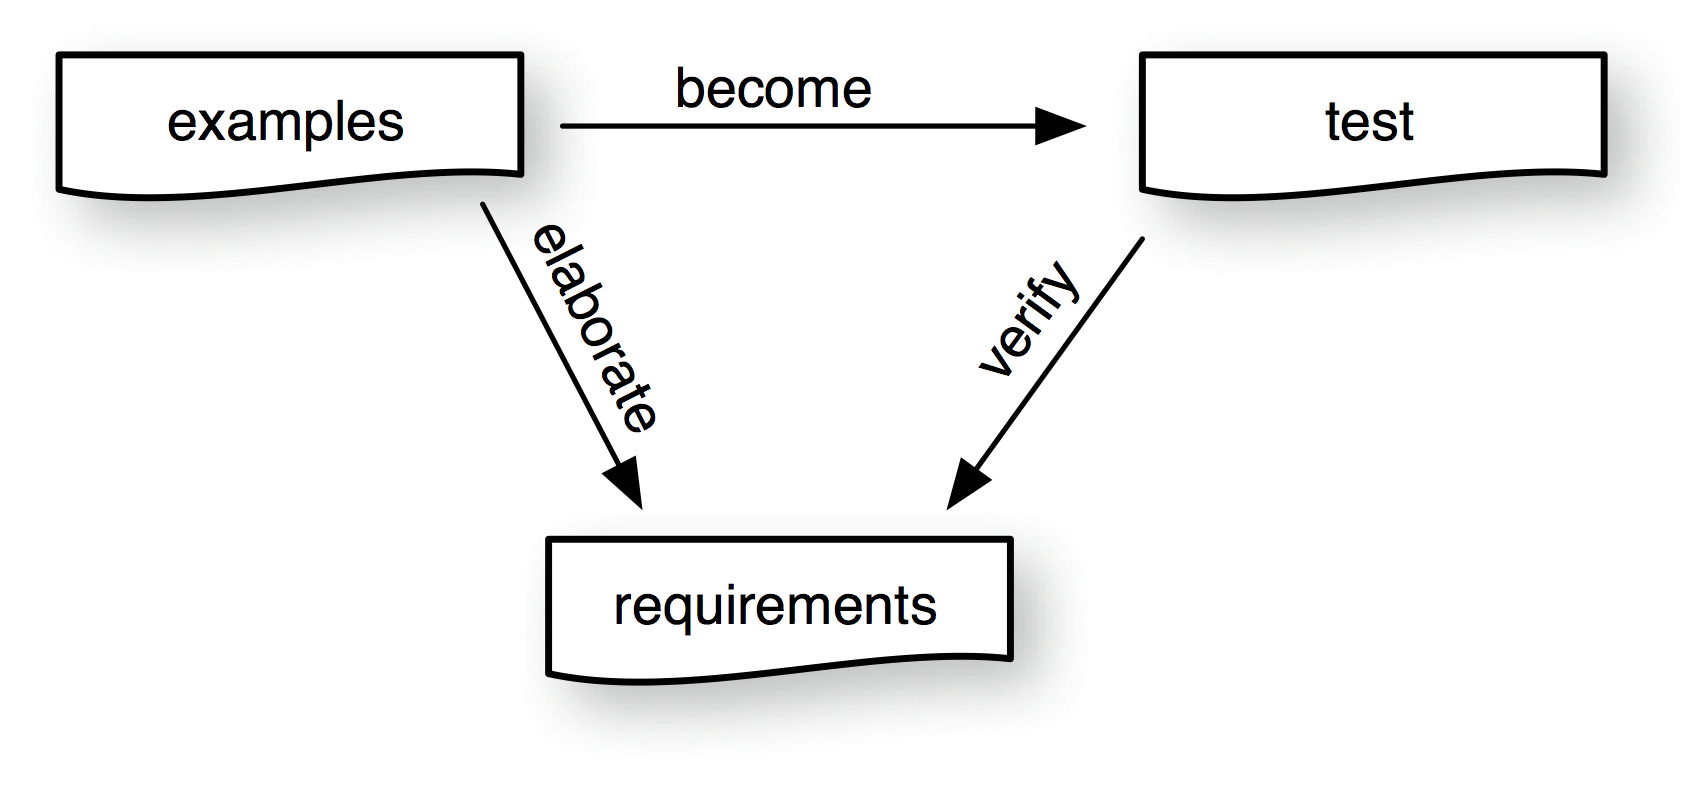 examples
become
test
elaborate
verify
requirements